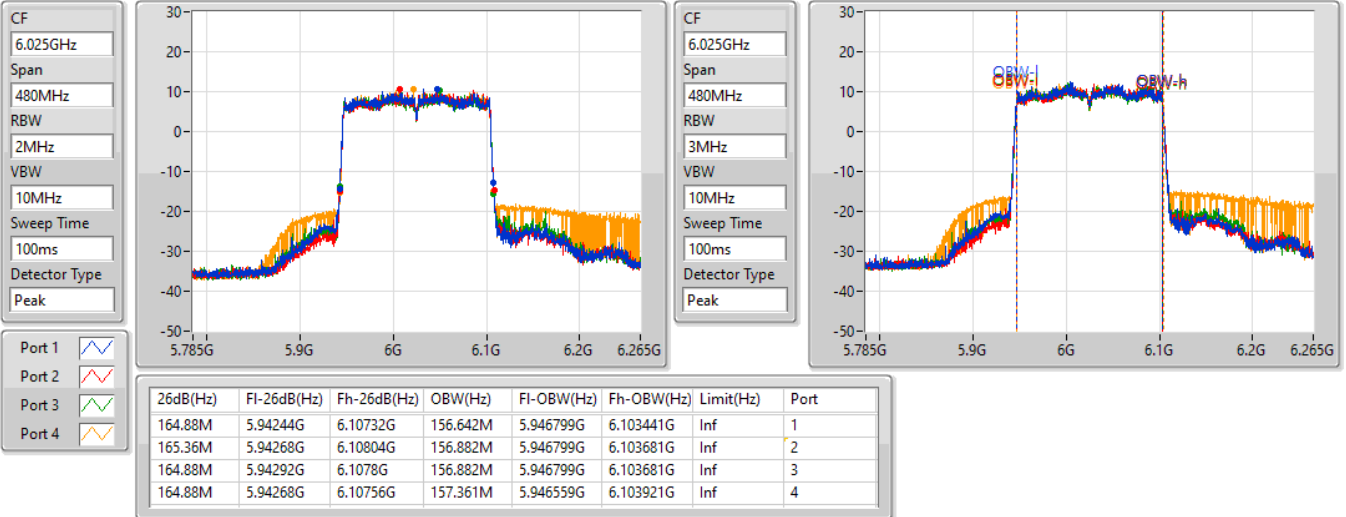 CF
6.025GHz
Span
480MHz
RBW
2MHz
VBW
10MHz
Sweep Time
100ms
Detector Type
Peak
30
20
10
0
-10
-20
-30
-40
-50
5.785G 5.9G 6G 6.1G 6.2G 6.265G
CF
6.025GHz
Span
480MHz
RBW
3MHz
VBW
10MHz
Sweep Time
100ms
Detector Type
Peak
30
20
10
0
-10
-20
-30
-40
-50
OBW-l
OBW-h
5.785G 5.9G 6G 6.1G 6.2G 6.265G
Port 1
Port 2
Port 3
Port 4
26dB(Hz) Fl-26dB(Hz) Fh-26dB(Hz) OBW(Hz) Fl-OBW(Hz) Fh-OBW(Hz) Limit(Hz) Port
164.88M 5.94244G 6.10732G 156.642M 5.946799G 6.103441G Inf 1
165.36M 5.94268G 6.10804G 156.882M 5.946799G 6.103681G Inf 2
164.88M 5.94292G 6.1078G 156.882M 5.946799G 6.103681G Inf 3
164.88M 5.94268G 6.10756G 157.361M 5.946559G 6.103921G Inf 4